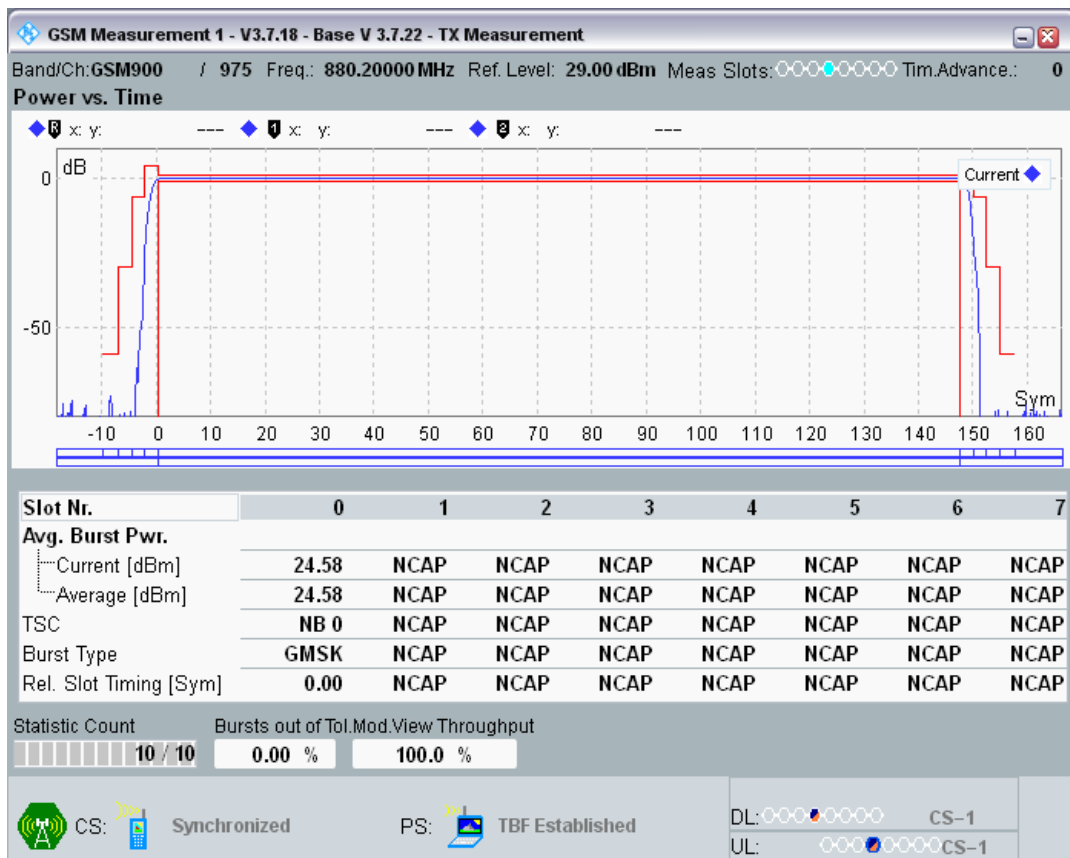 GSM Measurement 1 - V3.7.18 - Base V 3.7.22 - TX Measurement
Band/Ch:GSM900 / 975 Freq.: 880.20000 MHz Ref. Level: 29.00 dBm Meas Slots: Tim.Advance.: 0
Power vs. Time
R x: y: --- 1 x: y: --- 2 x: y: ---
dB
Current
0
-50
Sym
-10 0 10 20 30 40 50 60 70 80 90 100 110 120 130 140 150 160
Slot Nr. 0 1 2 3 4 5 6 7
Avg. Burst Pwr.
Current [dBm] 24.58 NCAP NCAP NCAP NCAP NCAP NCAP NCAP
Average [dBm] 24.58 NCAP NCAP NCAP NCAP NCAP NCAP NCAP
TSC NB 0 NCAP NCAP NCAP NCAP NCAP NCAP NCAP
Burst Type GMSK NCAP NCAP NCAP NCAP NCAP NCAP NCAP
Rel. Slot Timing [Sym] 0.00 NCAP NCAP NCAP NCAP NCAP NCAP NCAP
Statistic Count Bursts out of Tol.Mod.View Throughput
10 / 10 0.00 % 100.0 %
CS: Synchronized PS: TBF Established
DL: CS-1
UL: CS-1